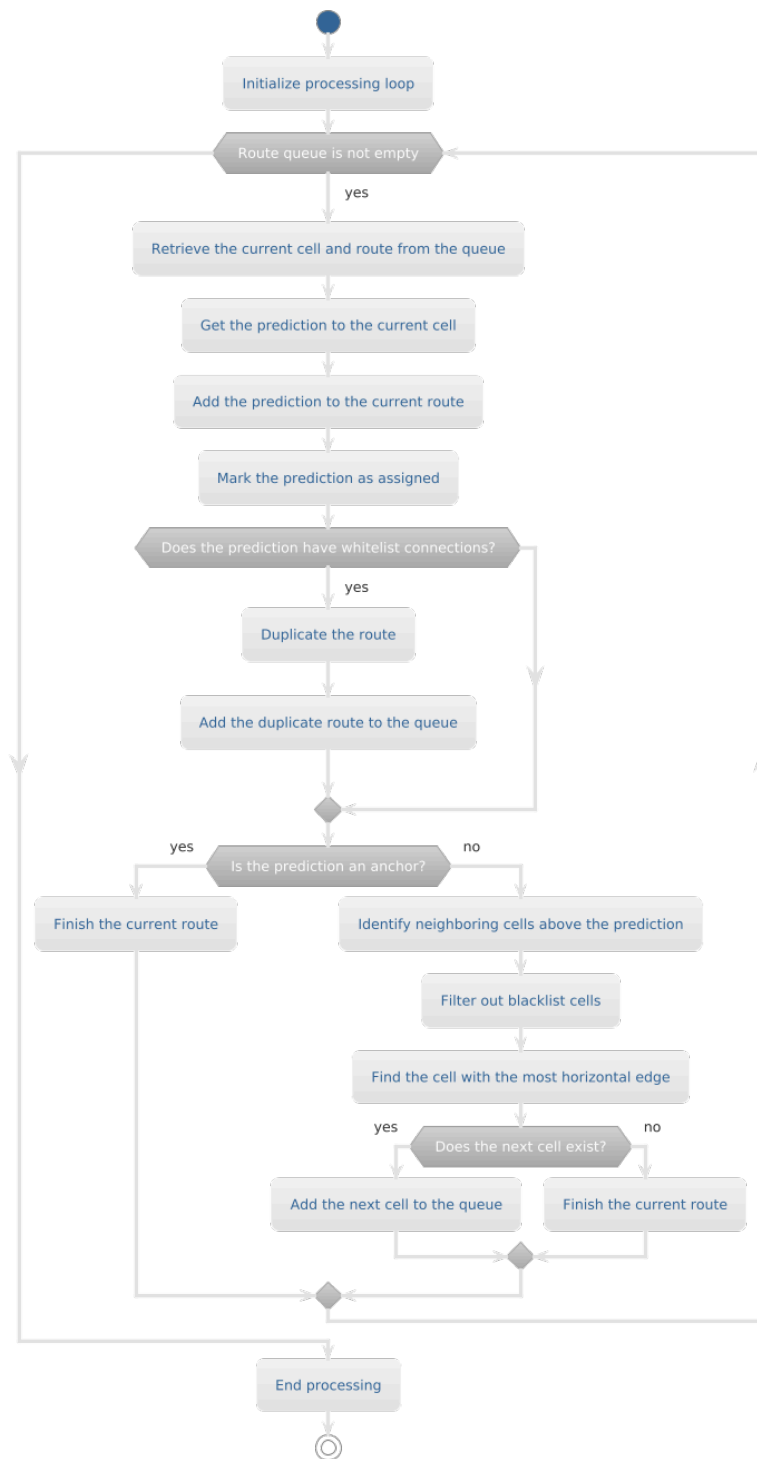 Initialize processing loop
Route queue is not empty
yes
Retrieve the current cell and route from the queue
Get the prediction to the current cell
Add the prediction to the current route
Mark the prediction as assigned
Does the prediction have whitelist connections?
yes
Duplicate the route
Add the duplicate route to the queue
yes
Is the prediction an anchor?
no
Finish the current route
Identify neighboring cells above the prediction
Filter out blacklist cells
Find the cell with the most horizontal edge
yes
Does the next cell exist?
no
Add the next cell to the queue
Finish the current route
End processing